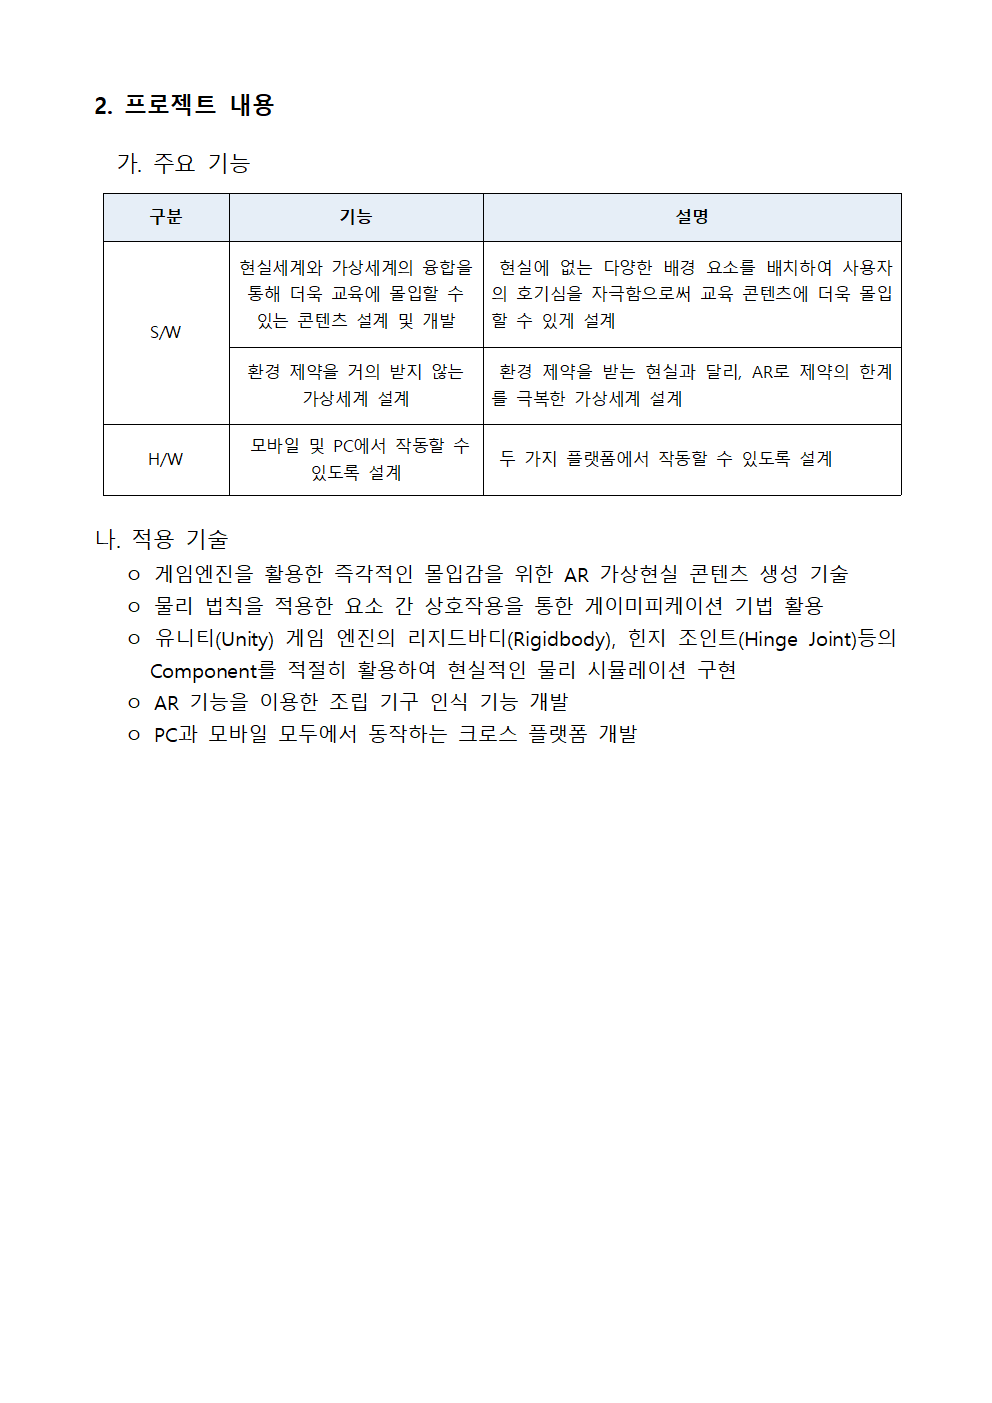 2. 프로젝트 내용
가. 주요 기능
구분 기능 설명
S/W
현실세계와 가상세계의 융합을
통해 더욱 교육에 몰입할 수
있는 콘텐츠 설계 및 개발
현실에 없는 다양한 배경 요소를 배치하여 사용자
의 호기심을 자극함으로써 교육 콘텐츠에 더욱 몰입
할 수 있게 설계
환경 제약을 거의 받지 않는
가상세계 설계
환경 제약을 받는 현실과 달리, AR로 제약의 한계
를 극복한 가상세계 설계
H/W
모바일 및 PC에서 작동할 수
있도록 설계
두 가지 플랫폼에서 작동할 수 있도록 설계
나. 적용 기술
ㅇ 게임엔진을 활용한 즉각적인 몰입감을 위한 AR 가상현실 콘텐츠 생성 기술
ㅇ 물리 법칙을 적용한 요소 간 상호작용을 통한 게이미피케이션 기법 활용
ㅇ 유니티(Unity) 게임 엔진의 리지드바디(Rigidbody), 힌지 조인트(Hinge Joint)등의
Component를 적절히 활용하여 현실적인 물리 시뮬레이션 구현
ㅇ AR 기능을 이용한 조립 기구 인식 기능 개발
ㅇ PC과 모바일 모두에서 동작하는 크로스 플랫폼 개발